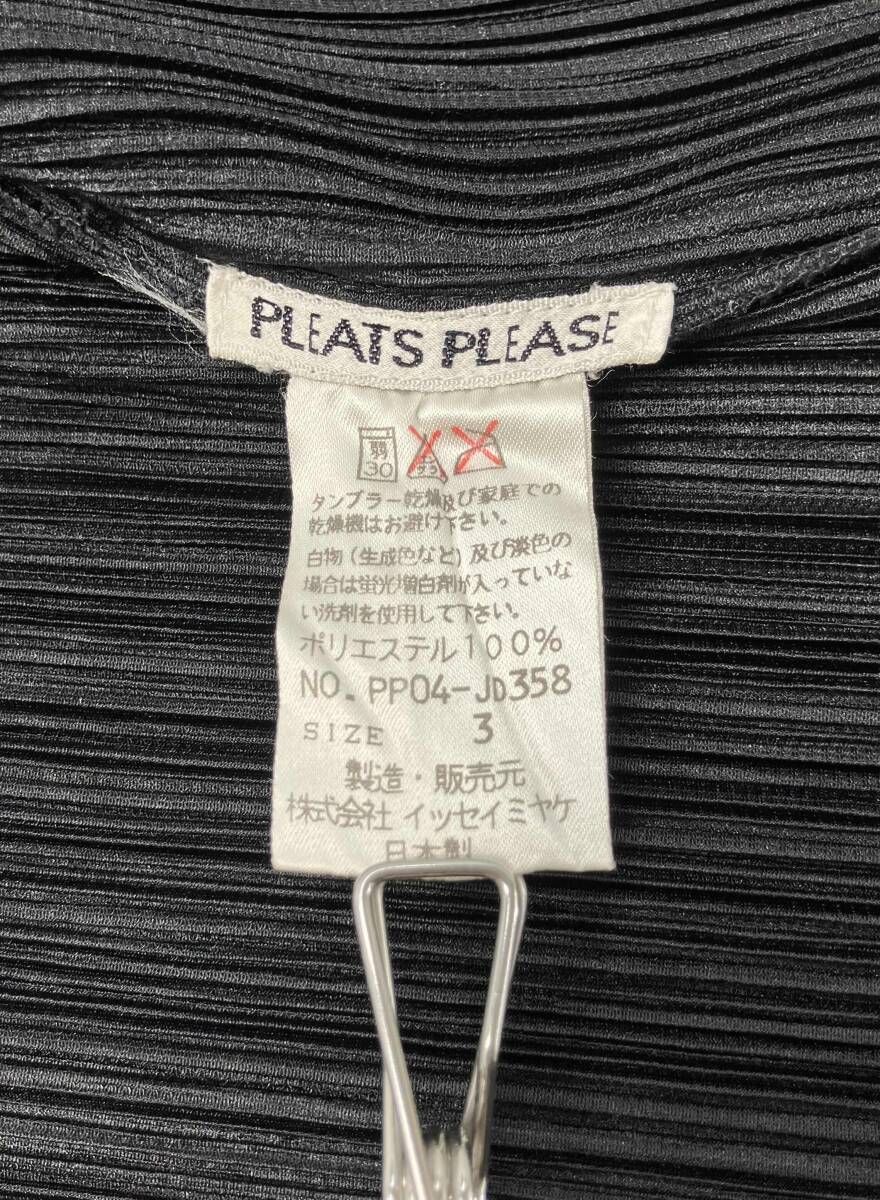 PLEATS PLEASE
弱
30
タンブラー乾燥及び家庭での
乾燥機はお避け下さい。
白物(生成色など)及び淡色の
場合は蛍光増白剤が入っていな
い洗剤を使用して下さい。
ポリエステル100%
NO. PP04-JD358
SIZE 3
製造・販売元
株式会社 イッセイミヤケ
日本製